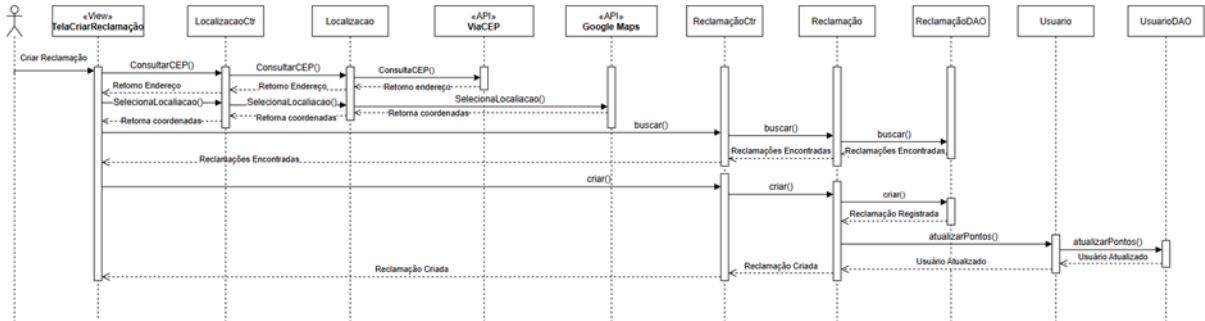 «View»
TelaCriarReclamação
LocalizacaoCtr
Localizacao
«API»
ViaCEP
«API»
Google Maps
ReclamaçãoCtr
Reclamação
ReclamaçãoDAO
Usuario
UsuarioDAO
Criar Reclamação
ConsultarCEP()
ConsultarCEP()
ConsultaCEP()
Retorno Endereço
Retorno Endereço
Retorno endereço
SelecionaLocaliacao()
SelecionaLocaliacao()
SelecionaLocaliacao()
Retorna coordenadas
Retorna coordenadas
Retorna coordenadas
buscar()
buscar()
buscar()
Reclamações Encontradas
Reclamações Encontradas
Reclamações Encontradas
criar()
criar()
criar()
Reclamação Registrada
atualizarPontos()
atualizarPontos()
Usuário Atualizado
Usuário Atualizado
Reclamação Criada
Reclamação Criada